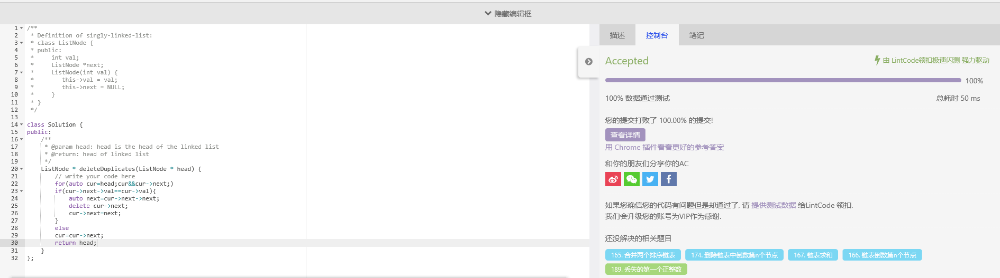 隐藏编辑框
1 /**
2  * Definition of singly-linked-list:
3  * class ListNode {
4  * public:
5  *     int val;
6  *     ListNode *next;
7  *     ListNode(int val) {
8  *        this->val = val;
9  *        this->next = NULL;
10  *     }
11  * }
12  */
13
14 class Solution {
15 public:
16     /**
17      * @param head: head is the head of the linked list
18      * @return: head of linked list
19      */
20     ListNode * deleteDuplicates(ListNode * head) {
21         // write your code here
22         for(auto cur=head;cur&&cur->next;)
23         if(cur->next->val==cur->val){
24             auto next=cur->next->next;
25             delete cur->next;
26             cur->next=next;
27         }
28         else
29         cur=cur->next;
30         return head;
31     }
32 };
描述 控制台 笔记
Accepted 由 LintCode领扣极速闪测 强力驱动
100%
100% 数据通过测试 总耗时 50 ms
您的提交打败了 100.00% 的提交!
查看详情
用 Chrome 插件看看更好的参考答案
和你的朋友们分享你的AC
如果您确信您的代码有问题但是却通过了, 请 提供测试数据 给LintCode 领扣.
我们会升级您的账号为VIP作为感谢.
还没解决的相关题目
165. 合并两个排序链表 174. 删除链表中倒数第n个节点 167. 链表求和 166. 链表倒数第n个节点
189. 丢失的第一个正整数